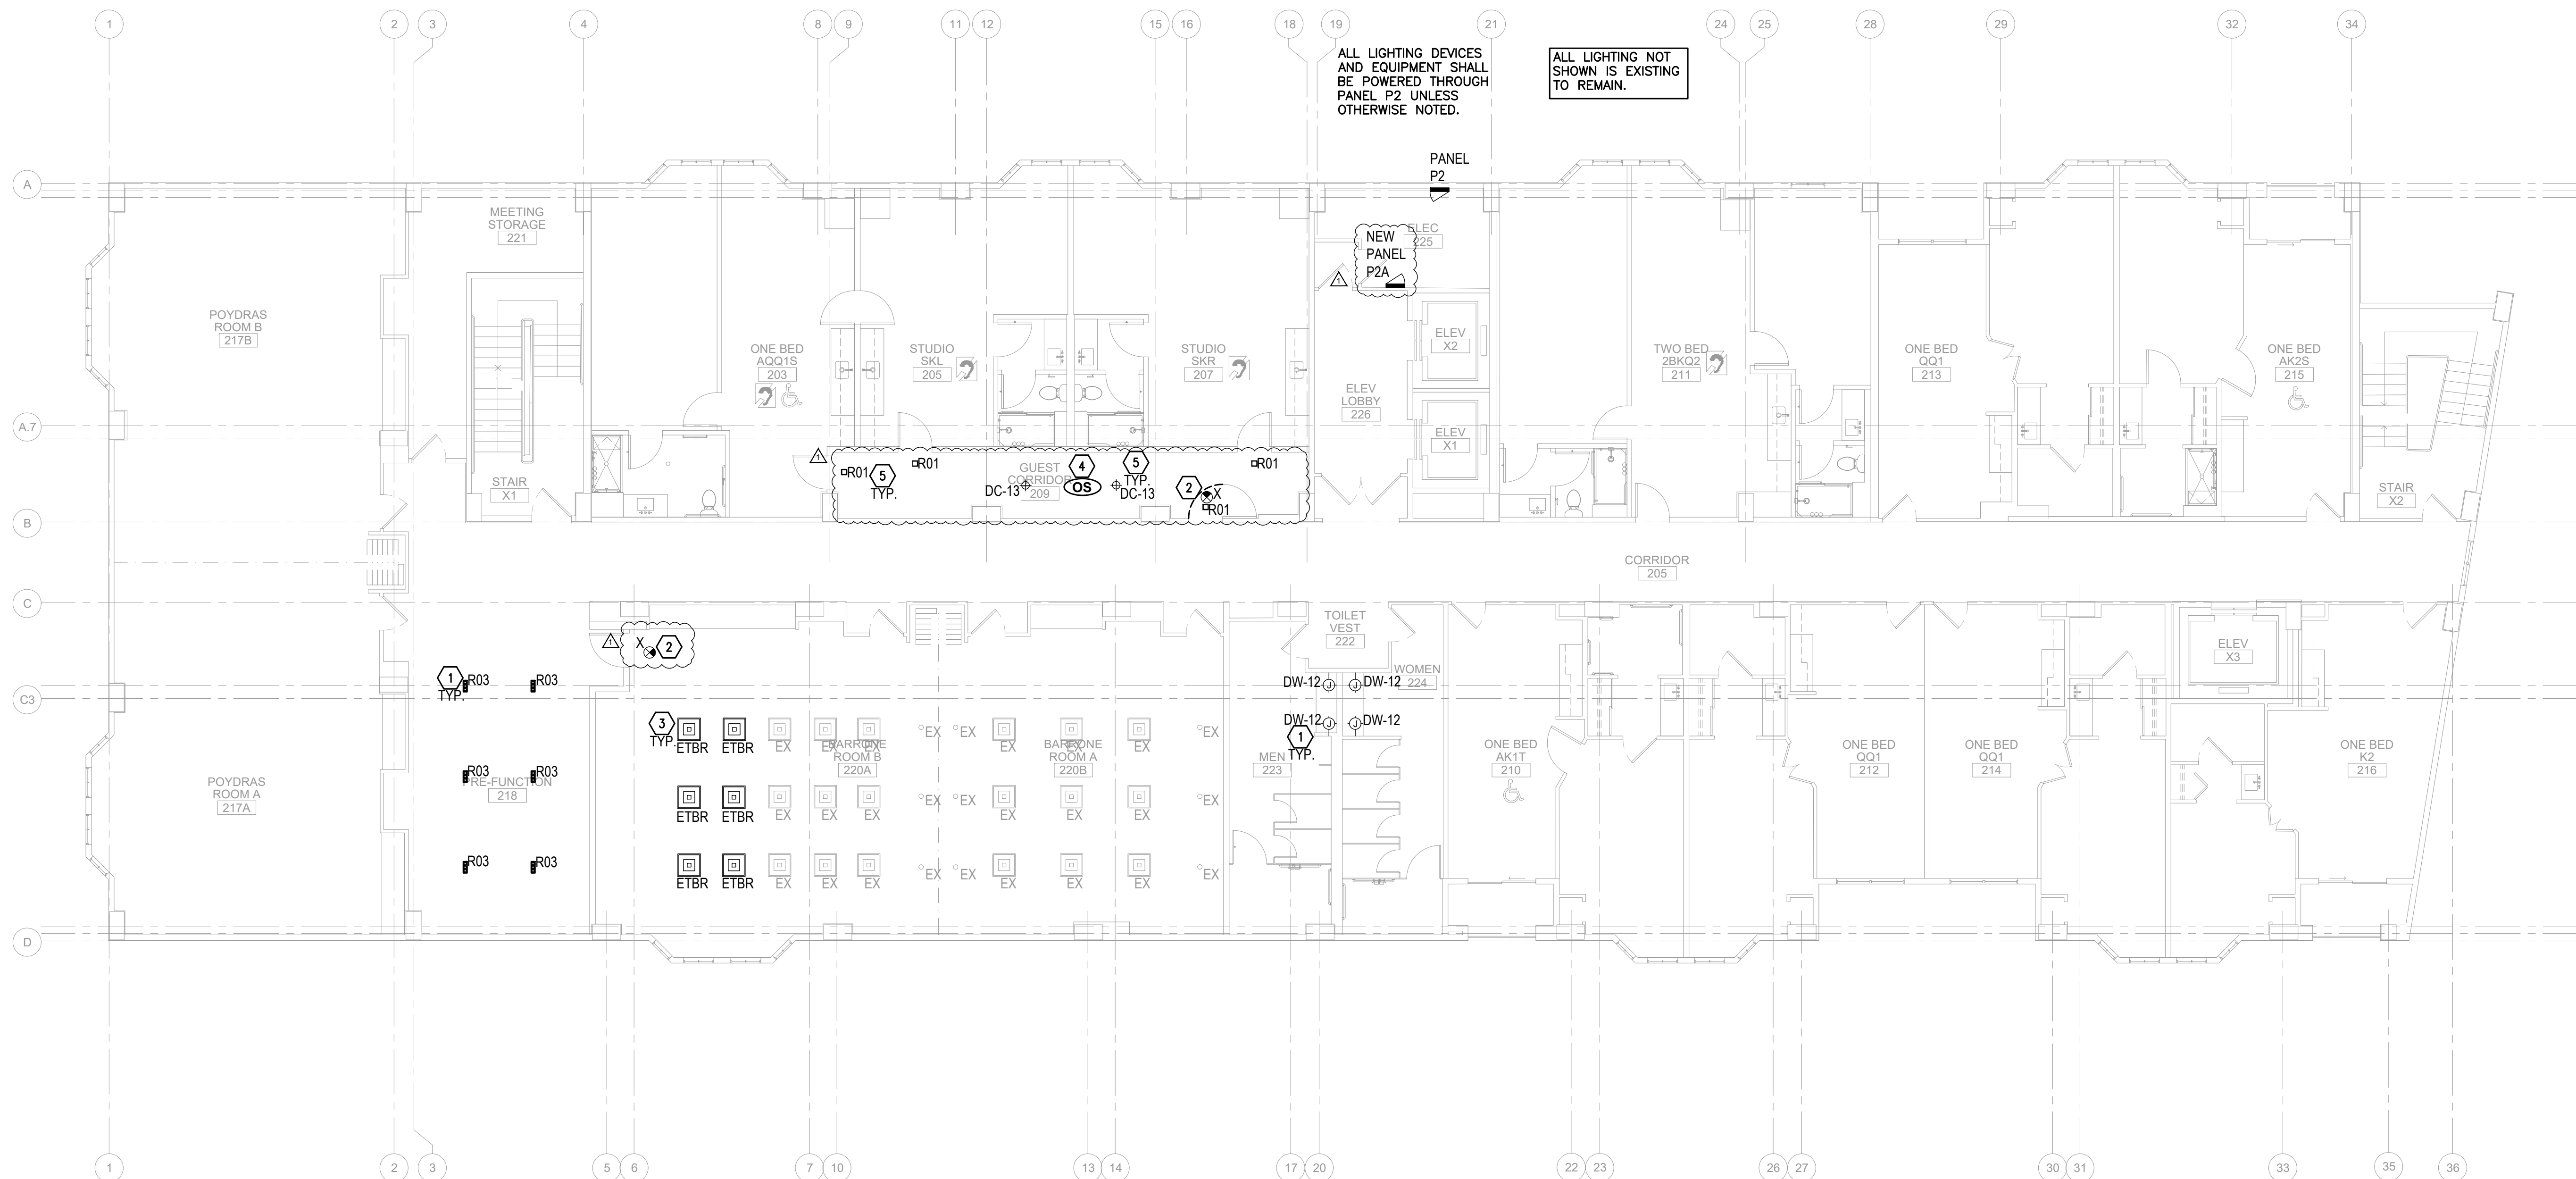 1
2
3
4
8
9
11
12
15
16
18
19
21
24
25
28
29
32
34
ALL LIGHTING DEVICES
AND EQUIPMENT SHALL
BE POWERED THROUGH
PANEL P2 UNLESS
OTHERWISE NOTED.
ALL LIGHTING NOT
SHOWN IS EXISTING
TO REMAIN.
A
PANEL
P2
MEETING
STORAGE
221
ELEC
225
NEW
PANEL
P2A
1
POYDRAS
ROOM B
217B
ONE BED
AQQ1S
203
STUDIO
SKL
205
STUDIO
SKR
207
ELEV
X2
ELEV
LOBBY
226
ELEV
X1
TWO BED
2BKQ2
211
ONE BED
QQ1
213
ONE BED
AK2S
215
A.7
STAIR
X1
1
R01
5
TYP.
R01
GUEST
CORRIDOR
209
DC-13
4
OS
5
TYP.
DC-13
2
X
R01
R01
STAIR
X2
B
CORRIDOR
205
C
1
X
2
TOILET
VEST
222
WOMEN
224
ELEV
X3
C3
1
TYP.
R03
R03
R03
R03
R03
R03
PRE-FUNCTION
218
POYDRAS
ROOM A
217A
3
TYP.
ETBR
ETBR
EX
EX
EX
EX
EX
EX
EX
EX
EX
BARRONE
ROOM B
220A
BARRONE
ROOM A
220B
ETBR
ETBR
EX
EX
EX
EX
EX
EX
EX
EX
EX
ETBR
ETBR
EX
EX
EX
EX
EX
EX
EX
EX
EX
DW-12
J
J
DW-12
DW-12
J
J
DW-12
1
TYP.
MEN
223
ONE BED
AK1T
210
ONE BED
QQ1
212
ONE BED
QQ1
214
ONE BED
K2
216
D
1
2
3
5
6
7
10
13
14
17
20
22
23
26
27
30
31
33
35
36